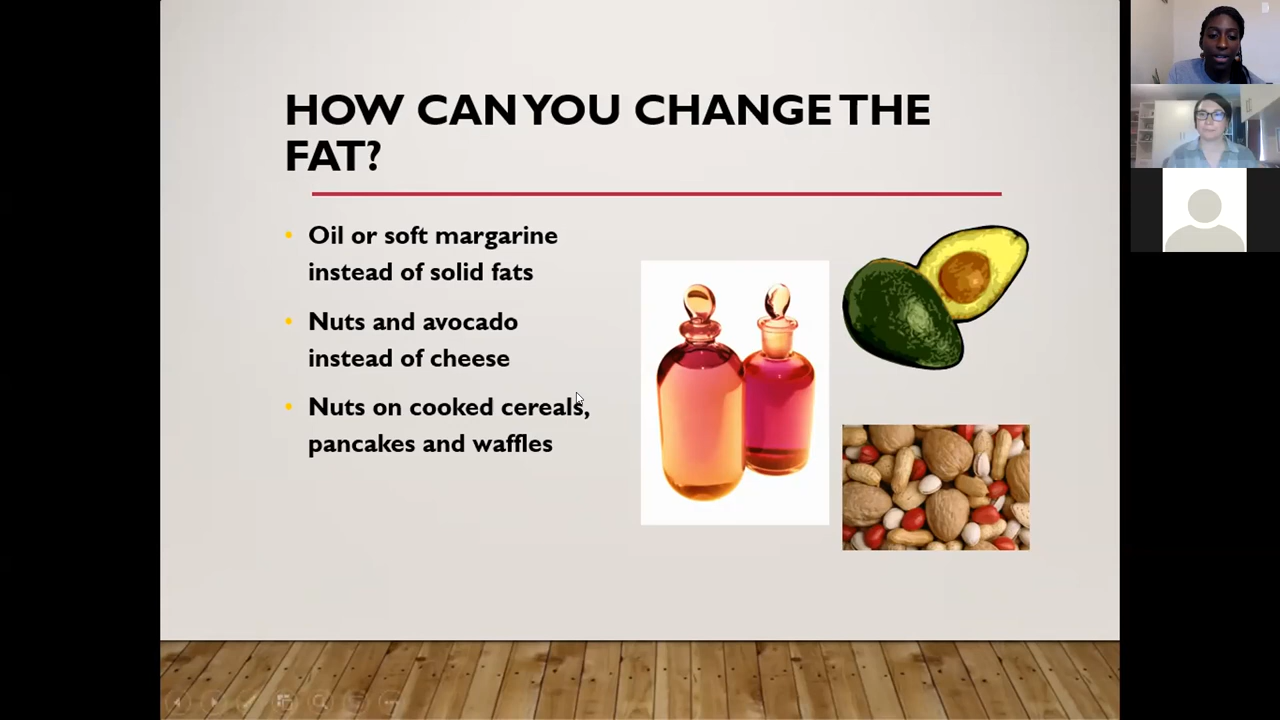 HOW CAN YOU CHANGE THE
FAT?
• Oil or soft margarine
instead of solid fats
• Nuts and avocado
instead of cheese
• Nuts on cooked cereals,
pancakes and waffles